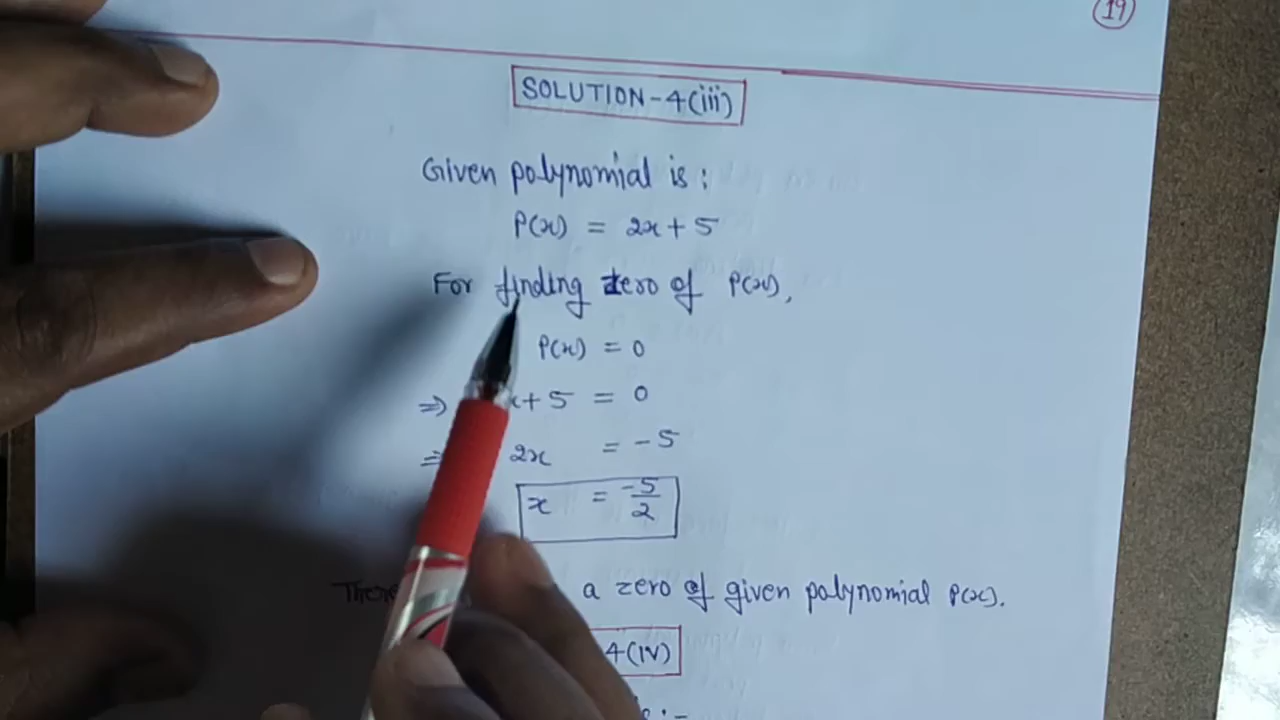 19
SOLUTION-4(iii)
Given polynomial is :
P(x) = 2x + 5
For finding zero of P(x),
P(x) = 0
⇒ x + 5 = 0
⇒ 2x = -5
x = -5/2
a zero of given polynomial P(x).
4(iv)